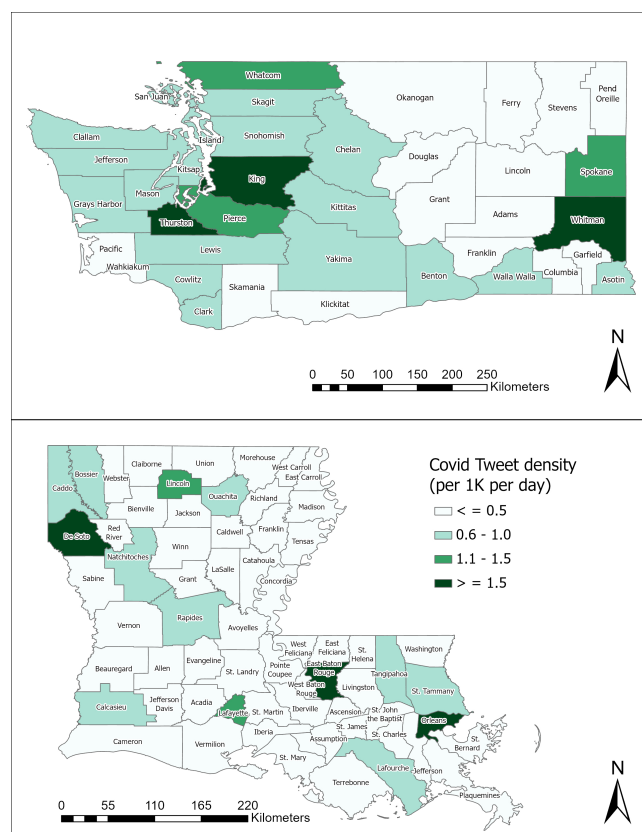 Whatcom
San Juan
Skagit
Island
Snohomish
Clallam
Jefferson
Kitsap
King
Mason
Grays Harbor
Thurston
Pierce
Pacific
Lewis
Wahkiakum
Cowlitz
Clark
Skamania
Klickitat
Yakima
Kittitas
Chelan
Okanogan
Douglas
Grant
Benton
Ferry
Stevens
Pend
Oreille
Lincoln
Spokane
Adams
Whitman
Franklin
Walla Walla
Columbia
Garfield
Asotin
N
0 50 100 150 200 250
Kilometers
Caddo
Bossier
Webster
Claiborne
Union
Morehouse
West Carroll
East Carroll
Lincoln
Ouachita
Richland
Madison
Bienville
Jackson
De Soto
Red
River
Caldwell
Franklin
Tensas
Natchitoches
Winn
LaSalle
Catahoula
Sabine
Grant
Concordia
Vernon
Rapides
Avoyelles
Beauregard
Allen
Evangeline
St. Landry
Pointe
Coupee
West
Feliciana
East
Feliciana
St.
Helena
Washington
Tangipahoa
East Baton
Rouge
West Baton
Rouge
Livingston
St. Tammany
Calcasieu
Jefferson
Davis
Acadia
Lafayette
St. Martin
Iberville
Ascension
St. John
the Baptist
Orleans
Cameron
Vermilion
Iberia
St. Mary
Assumption
St. James
St. Charles
St.
Bernard
Lafourche
Jefferson
Terrebonne
Plaquemines
Covid Tweet density
(per 1K per day)
< = 0.5
0.6 - 1.0
1.1 - 1.5
> = 1.5
N
0 55 110 165 220
Kilometers